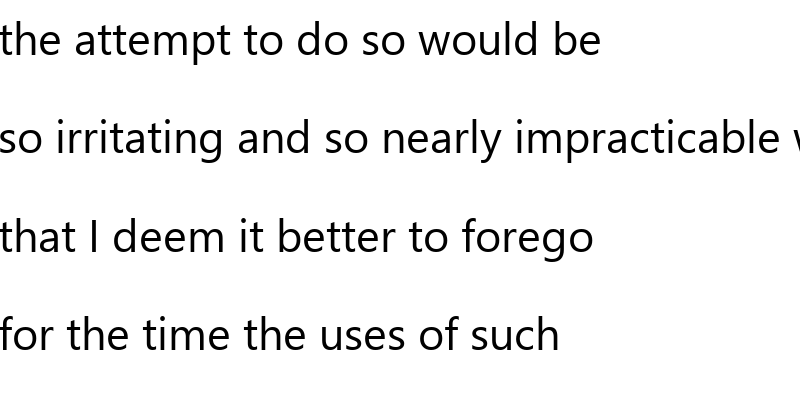 the attempt to do so would be
so irritating and so nearly impracticable
that I deem it better to forego
for the time the uses of such